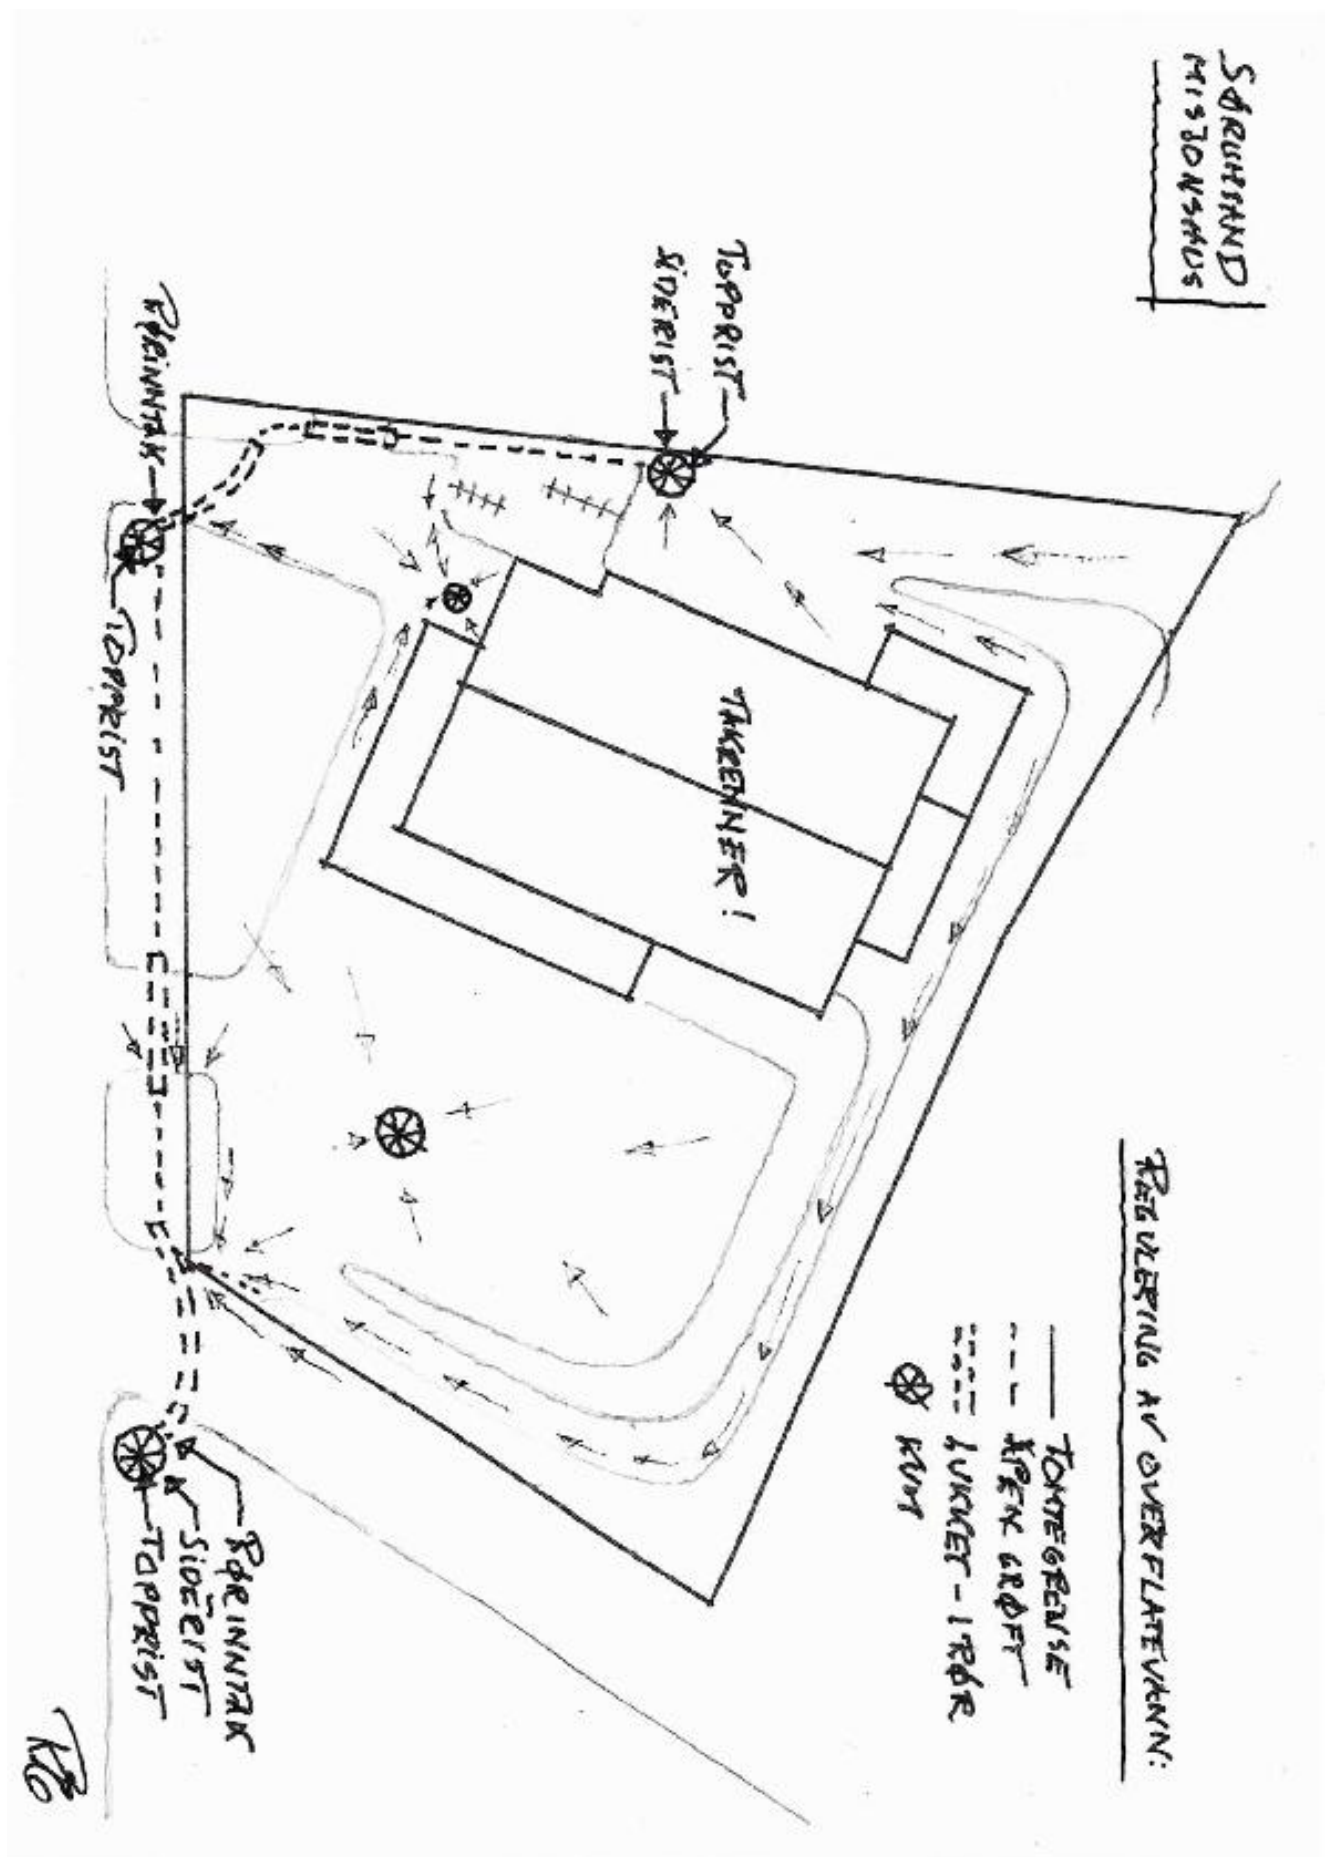 SØRUMSAND
MISJONSHUS
REGULERING AV OVERFLATEVANN:
TOMTEGRENSE
ÅPEN GRØFT
LUKKET - I RØR
KUM
TOPPRIST
SIDERIST
TAKRENNER!
RØRINNTAK
TOPPRIST
RØRINNTAK
SIDERIST
TOPPRIST